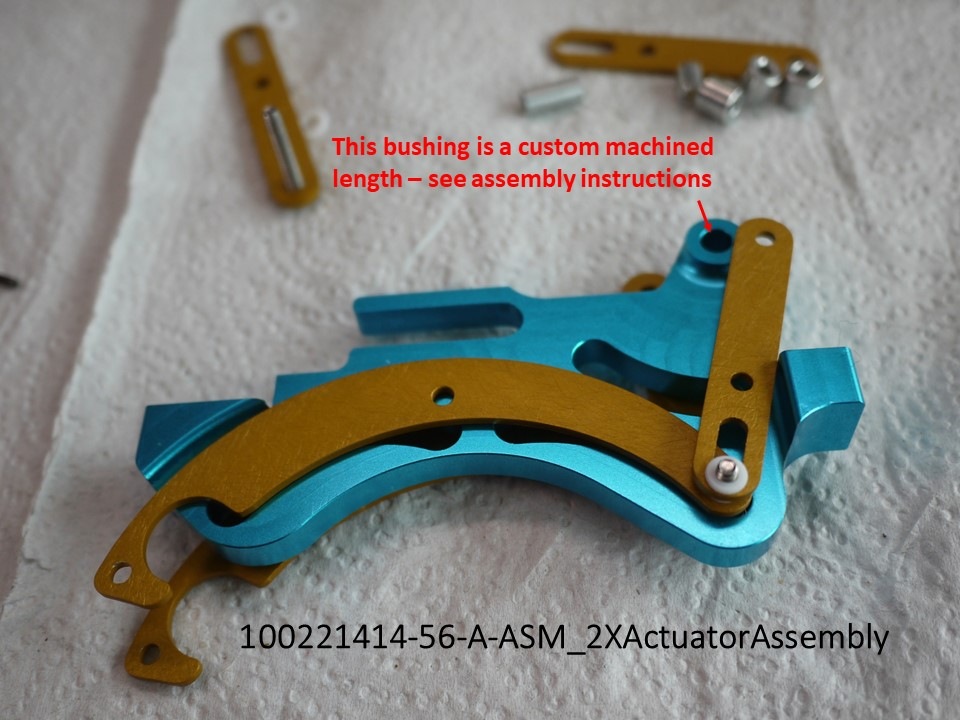 This bushing is a custom machined
length – see assembly instructions
100221414-56-A-ASM_2XActuatorAssembly